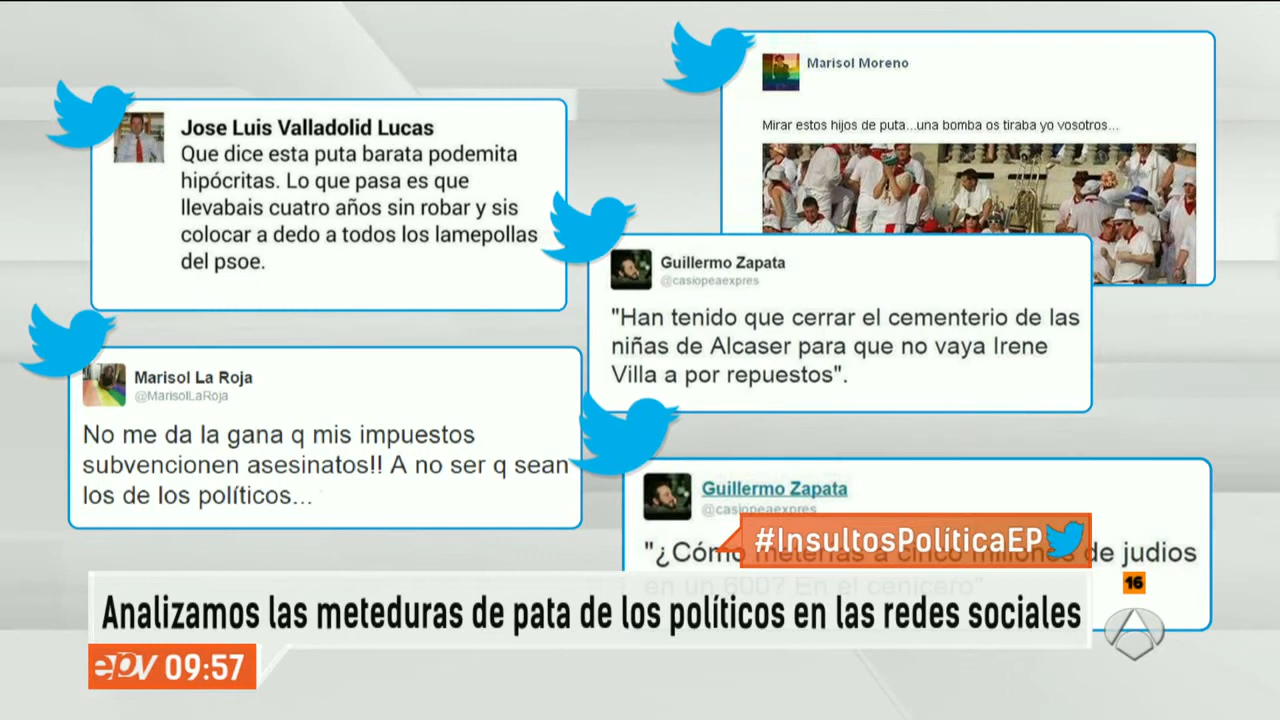 Jose Luis Valladolid Lucas
Que dice esta puta barata podemita
hipócritas. Lo que pasa es que
llevabais cuatro años sin robar y sis
colocar a dedo a todos los lamepollas
del psoe.
Marisol Moreno
Mirar estos hijos de puta...una bomba os tiraba yo vosotros...
Guillermo Zapata
@casiopeaexpres
"Han tenido que cerrar el cementerio de las
niñas de Alcaser para que no vaya Irene
Villa a por repuestos".
Marisol La Roja
@MarisolLaRoja
No me da la gana q mis impuestos
subvencionen asesinatos!! A no ser q sean
los de los políticos...
Guillermo Zapata
@casiopeaexpres
"¿Cómo meterías a cinco millones de judios
en un 600? En el cenicero"
#InsultosPolíticaEP
16
Analizamos las meteduras de pata de los políticos en las redes sociales
epv 09:57